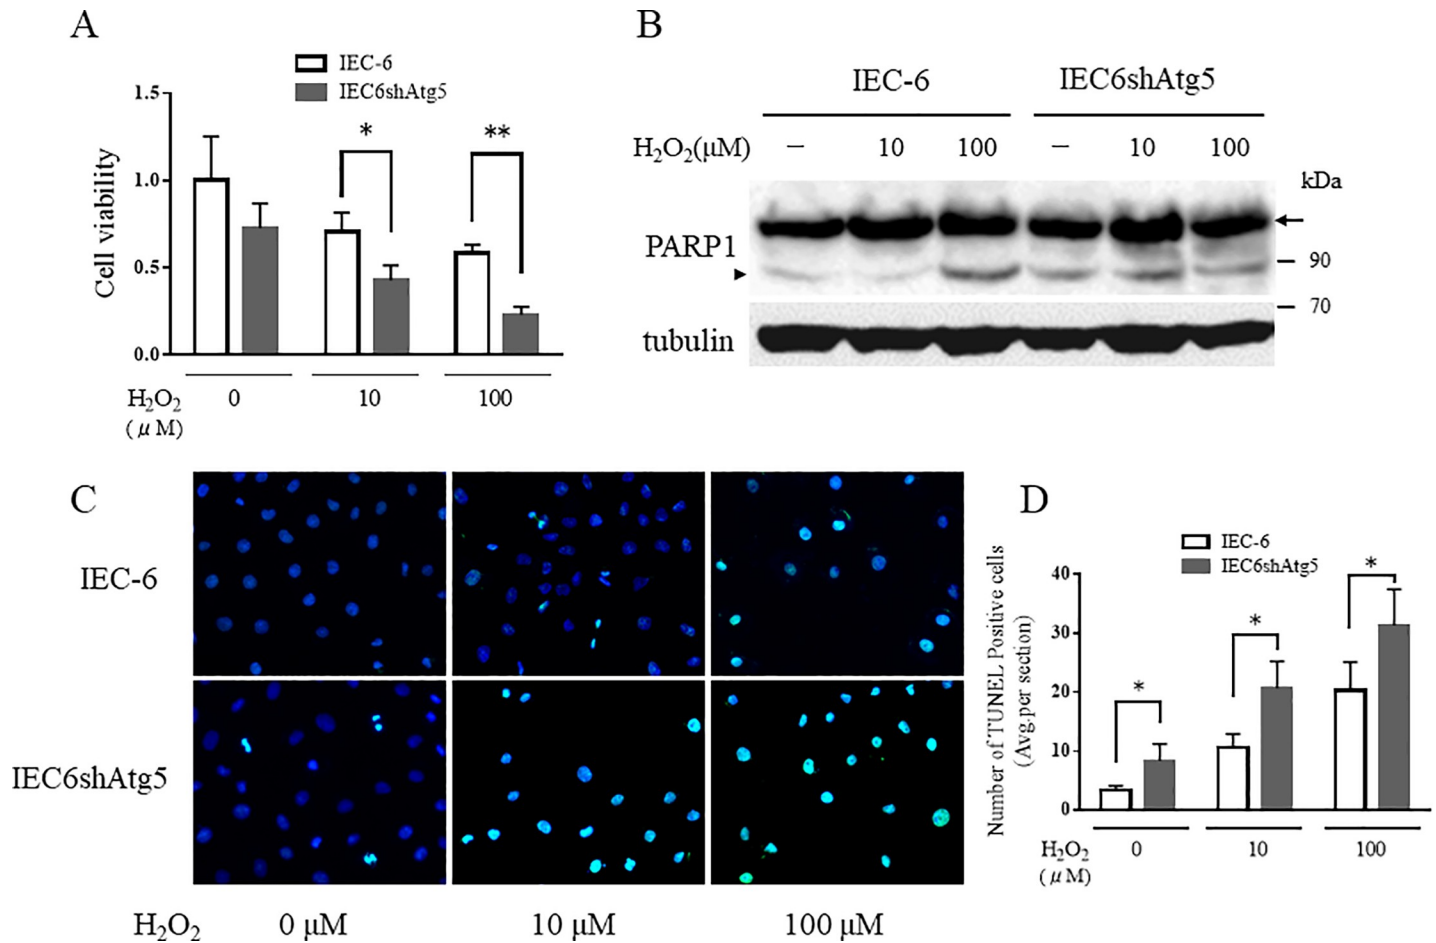 A
IEC-6
IEC6shAtg5
Cell viability
1.5
1.0
0.5
0.0
*
**
H₂O₂
(μM)
0
10
100
B
IEC-6
IEC6shAtg5
H₂O₂(μM)
–
10
100
–
10
100
kDa
PARP1
90
70
tubulin
C
IEC-6
IEC6shAtg5
H₂O₂
0 μM
10 μM
100 μM
D
IEC-6
IEC6shAtg5
Number of TUNEL Positive cells
(Avg.per section)
40
30
20
10
0
*
*
*
H₂O₂
(μM)
0
10
100